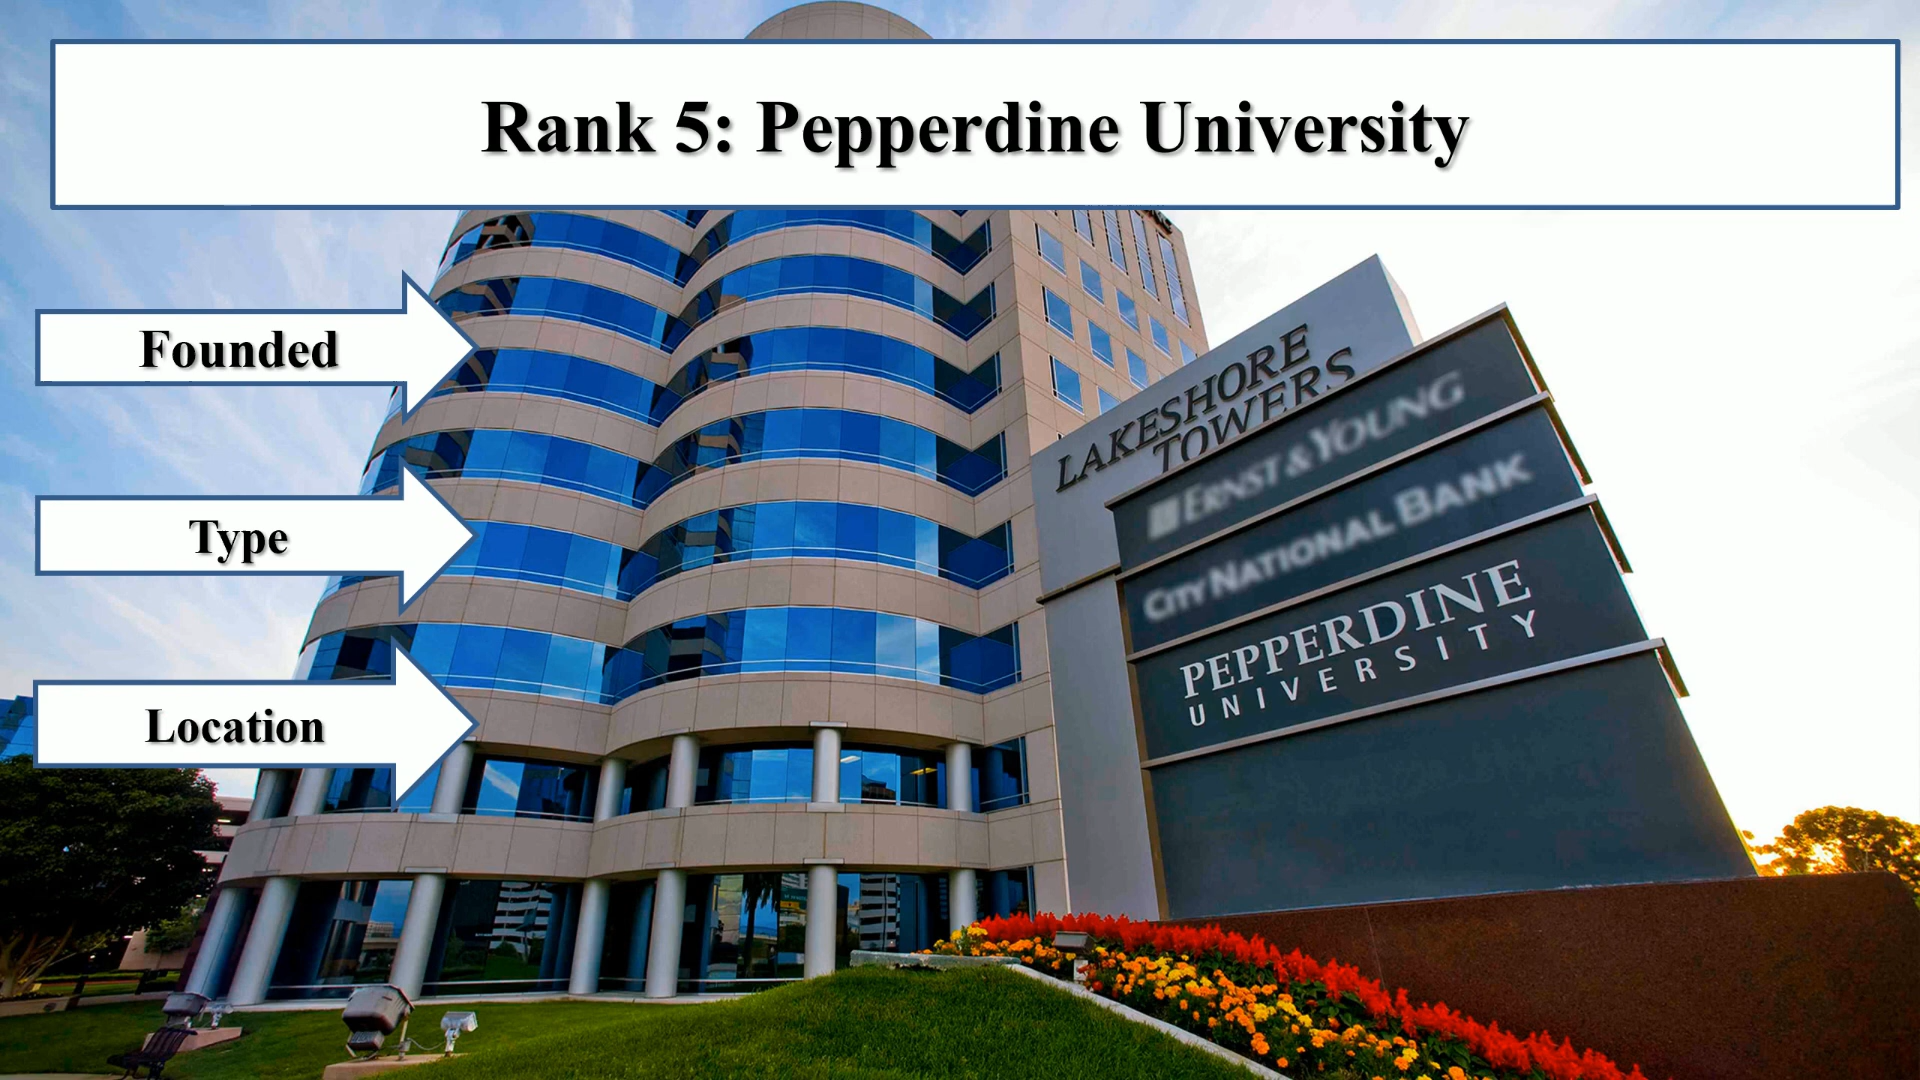 Rank 5: Pepperdine University
Founded
Type
Location
LAKESHORE
TOWERS
ERNST & YOUNG
CITY NATIONAL BANK
PEPPERDINE
UNIVERSITY